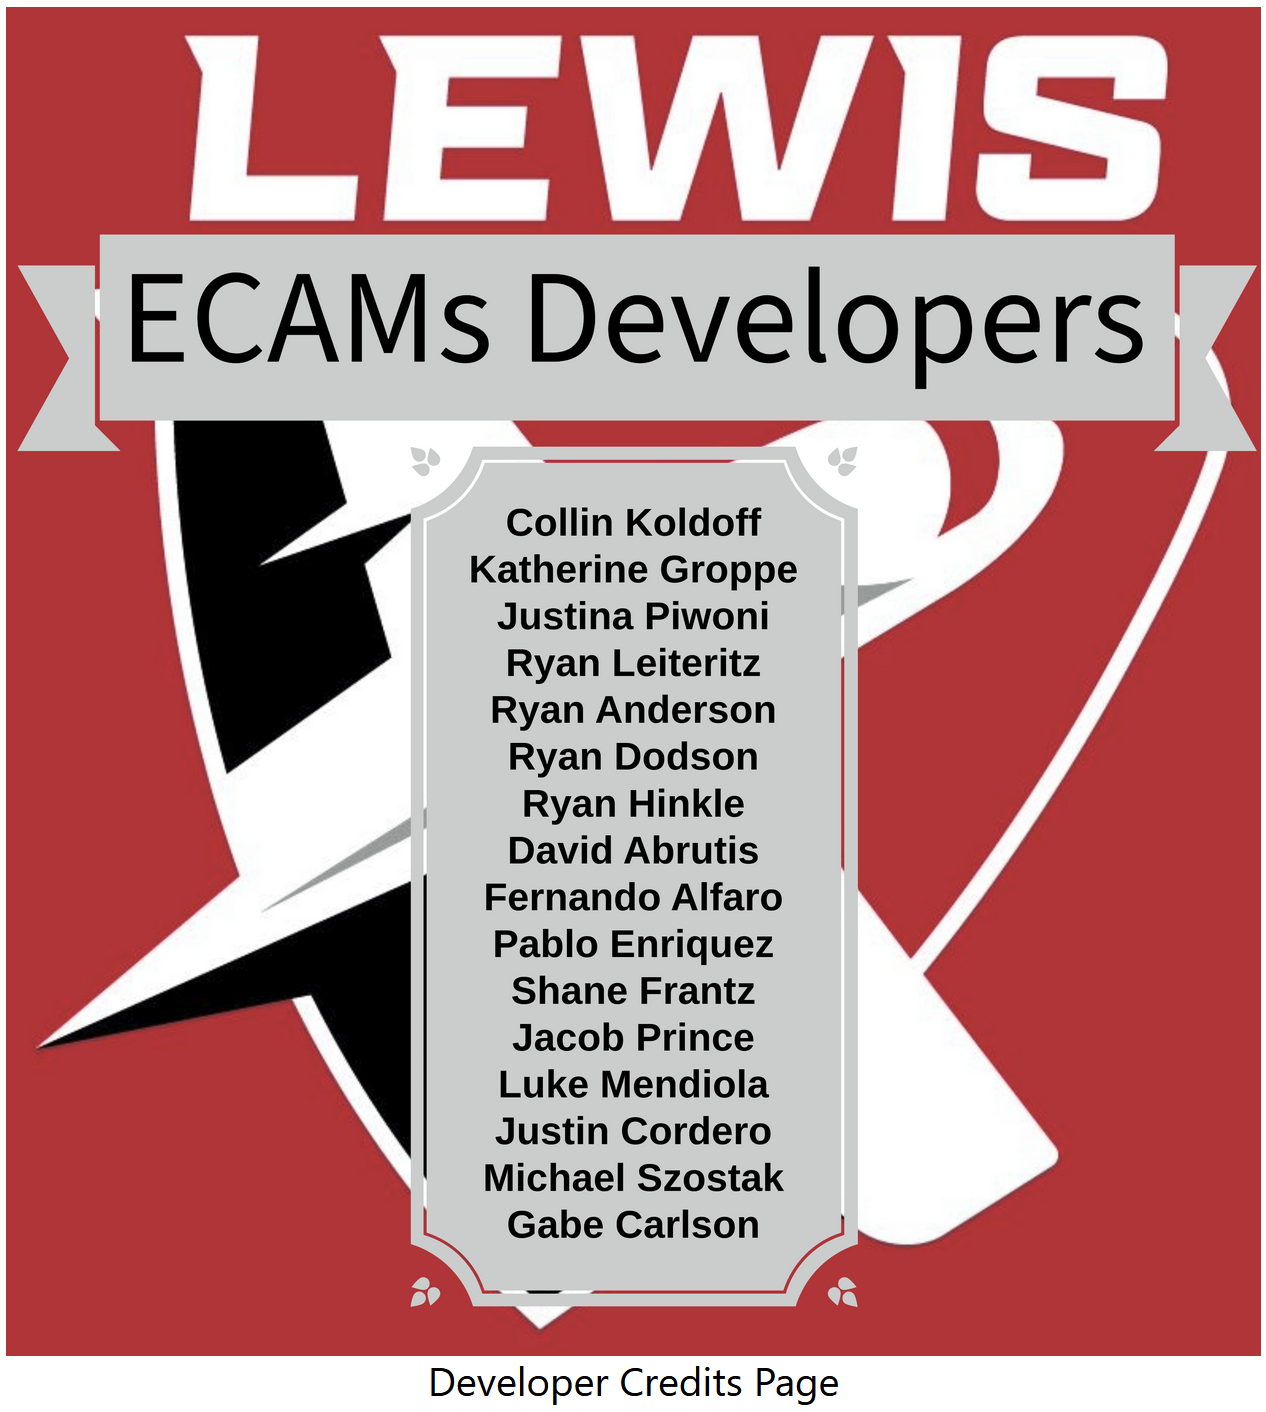 LEWIS
ECAMs Developers
Collin Koldoff
Katherine Groppe
Justina Piwoni
Ryan Leiteritz
Ryan Anderson
Ryan Dodson
Ryan Hinkle
David Abrutis
Fernando Alfaro
Pablo Enriquez
Shane Frantz
Jacob Prince
Luke Mendiola
Justin Cordero
Michael Szostak
Gabe Carlson
Developer Credits Page